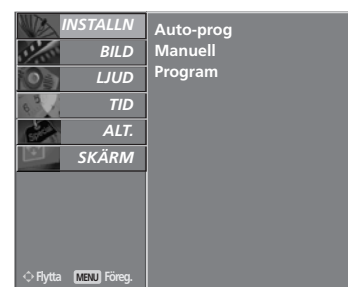 INSTALLN
BILD
LJUD
TID
ALT.
SKÄRM
Auto-prog
Manuell
Program
Flytta MENU Föreg.